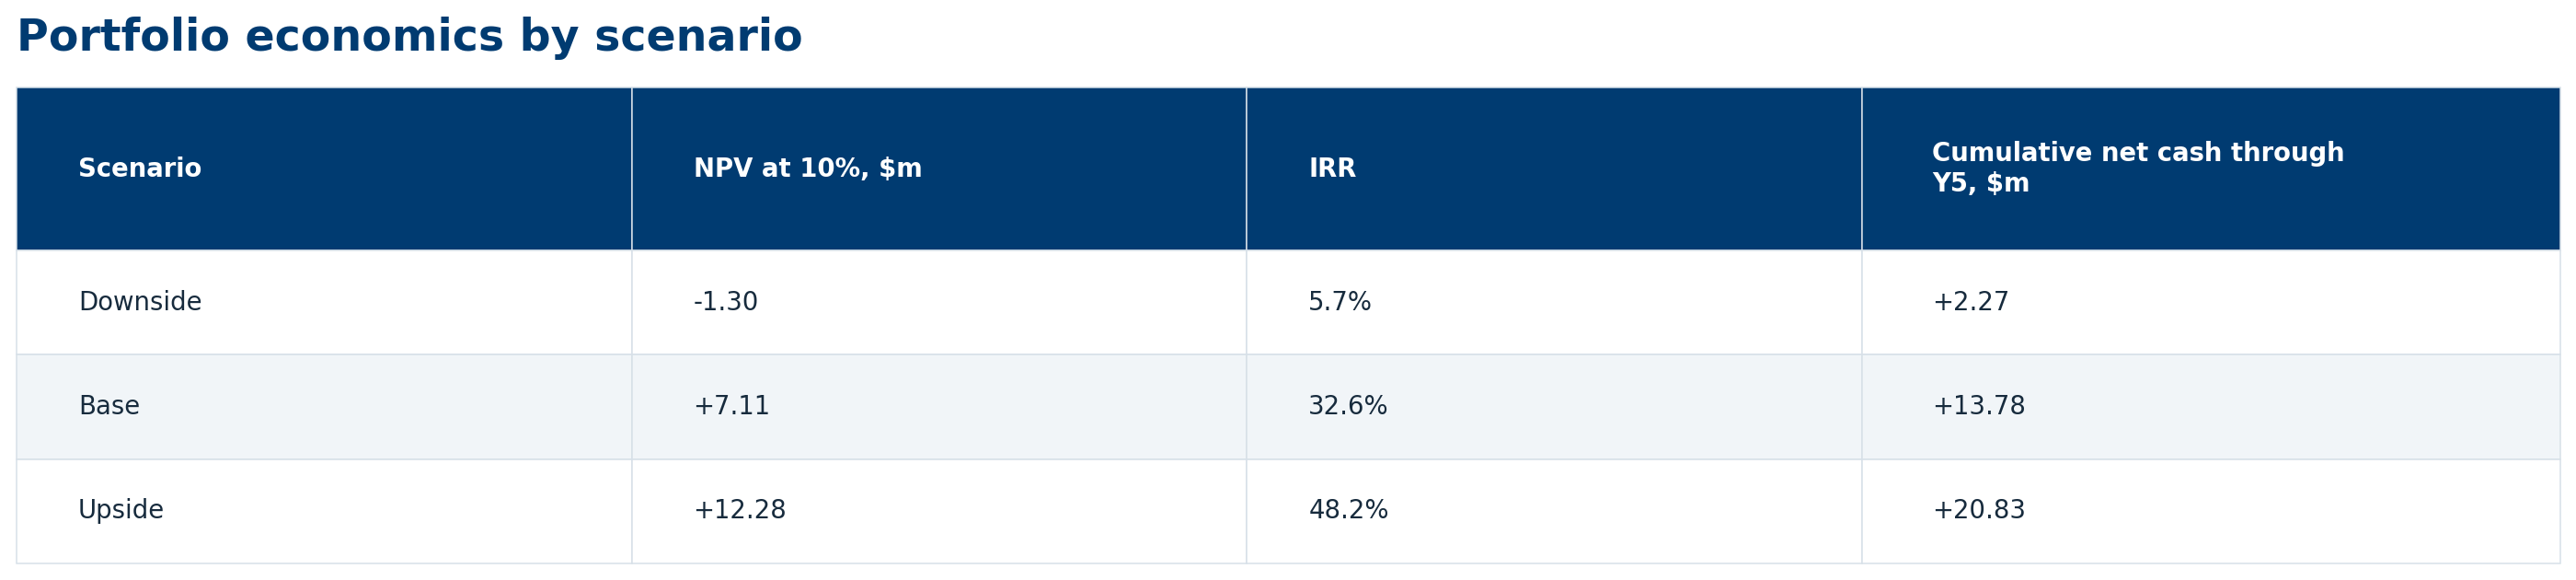 Portfolio economics by scenario
Scenario
NPV at 10%, $m
IRR
Cumulative net cash through
Y5, $m
Downside
-1.30
5.7%
+2.27
Base
+7.11
32.6%
+13.78
Upside
+12.28
48.2%
+20.83